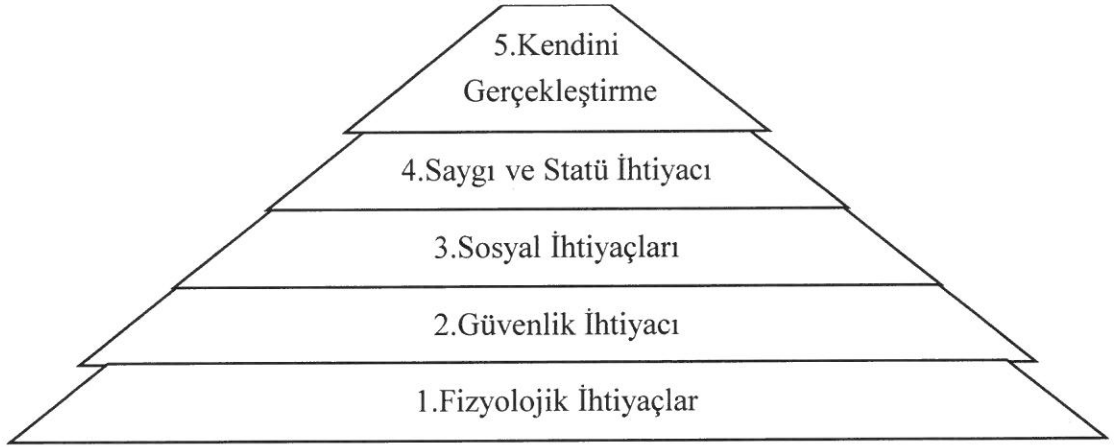 5.Kendini
Gerçekleştirme
4.Saygı ve Statü İhtiyacı
3.Sosyal İhtiyaçları
2.Güvenlik İhtiyacı
1.Fizyolojik İhtiyaçlar